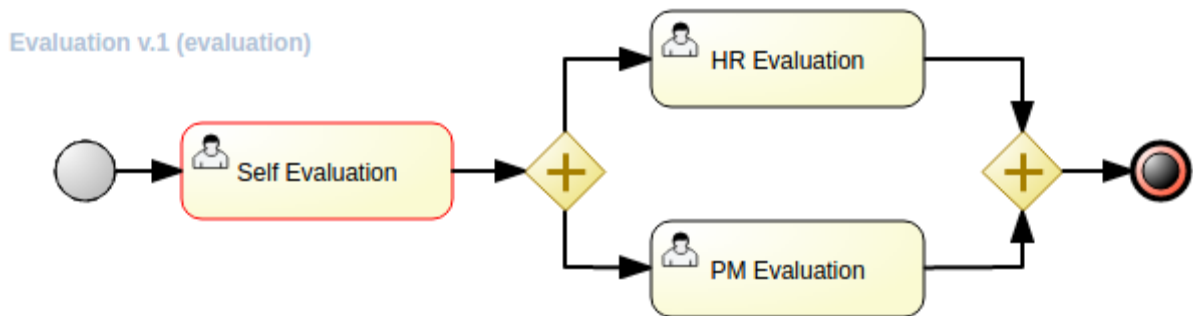 Evaluation v.1 (evaluation)
HR Evaluation
Self Evaluation
PM Evaluation